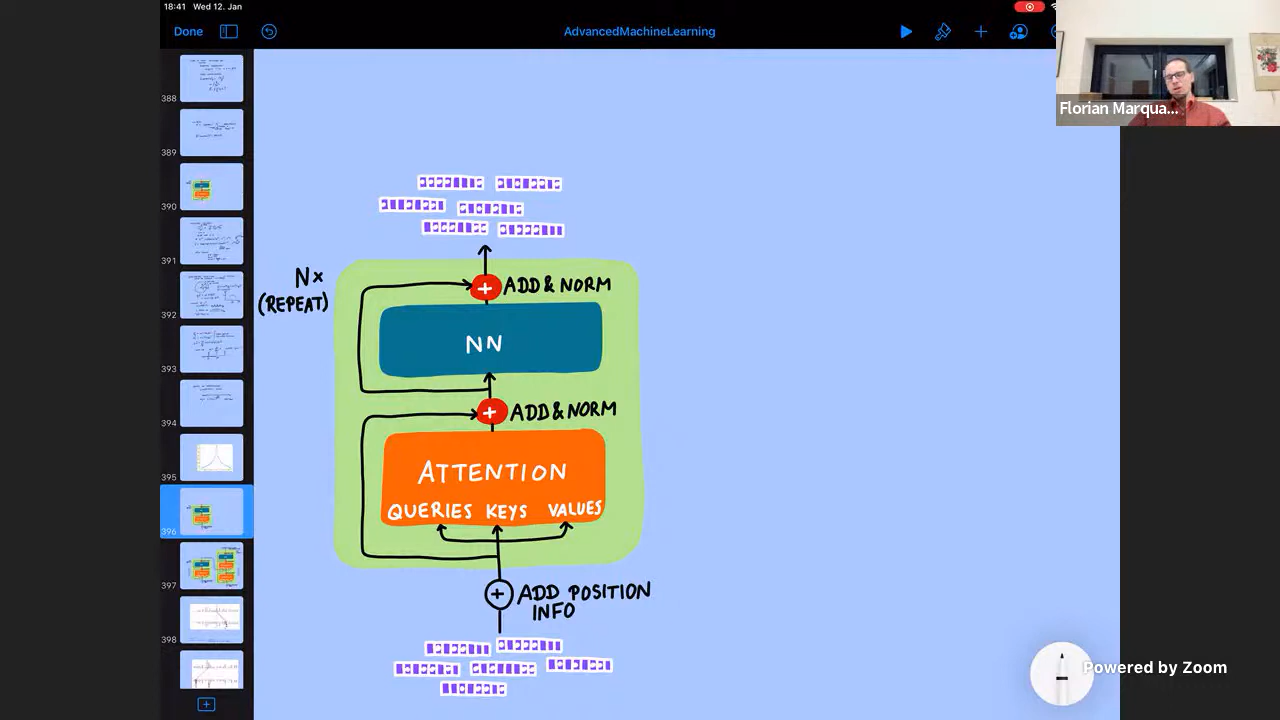 18:41 Wed 12. Jan
Done
AdvancedMachineLearning
Florian Marqua...
388
389
390
391
392
393
394
395
396
397
398
N×
(REPEAT)
ADD & NORM
NN
ADD & NORM
ATTENTION
QUERIES KEYS VALUES
ADD POSITION
INFO
Powered by Zoom